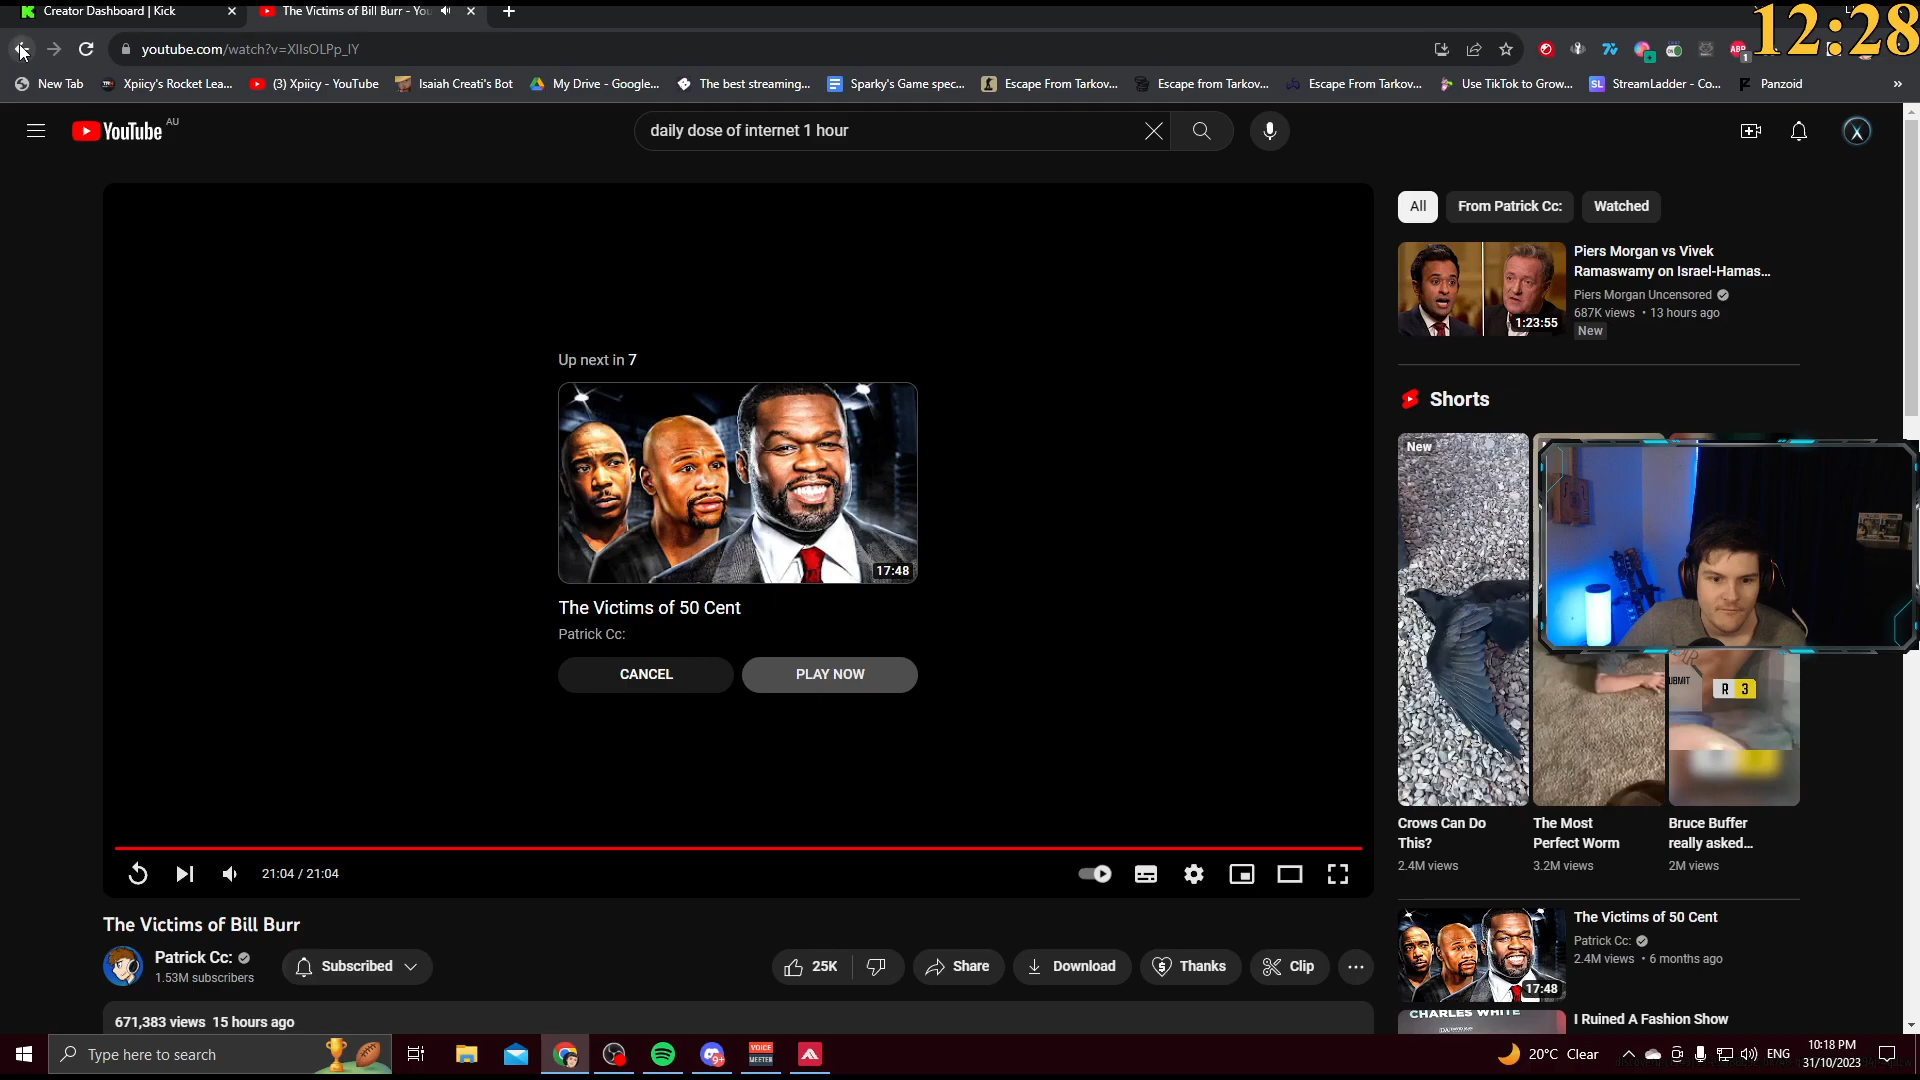 Creator Dashboard | Kick
The Victims of Bill Burr - You
12:28
youtube.com/watch?v=XIIsOLPp_IY
New Tab
Xpiicy's Rocket Lea...
(3) Xpiicy - YouTube
Isaiah Creati's Bot
My Drive - Google...
The best streaming...
Sparky's Game spec...
Escape From Tarkov...
Escape from Tarkov...
Escape From Tarkov...
Use TikTok to Grow...
StreamLadder - Co...
Panzoid
YouTube AU
daily dose of internet 1 hour
All
From Patrick Cc:
Watched
Piers Morgan vs Vivek
Ramaswamy on Israel-Hamas...
Piers Morgan Uncensored
687K views • 13 hours ago
New
1:23:55
Up next in 7
17:48
The Victims of 50 Cent
Patrick Cc:
CANCEL
PLAY NOW
Shorts
New
R 3
Crows Can Do
This?
2.4M views
The Most
Perfect Worm
3.2M views
Bruce Buffer
really asked...
2M views
21:04 / 21:04
The Victims of Bill Burr
Patrick Cc:
1.53M subscribers
Subscribed
25K
Share
Download
Thanks
Clip
671,383 views 15 hours ago
The Victims of 50 Cent
Patrick Cc:
2.4M views • 6 months ago
17:48
CHARLES WHITE
I Ruined A Fashion Show
Type here to search
VOICE
MEETER
9+
20°C Clear
ENG
10:18 PM
31/10/2023